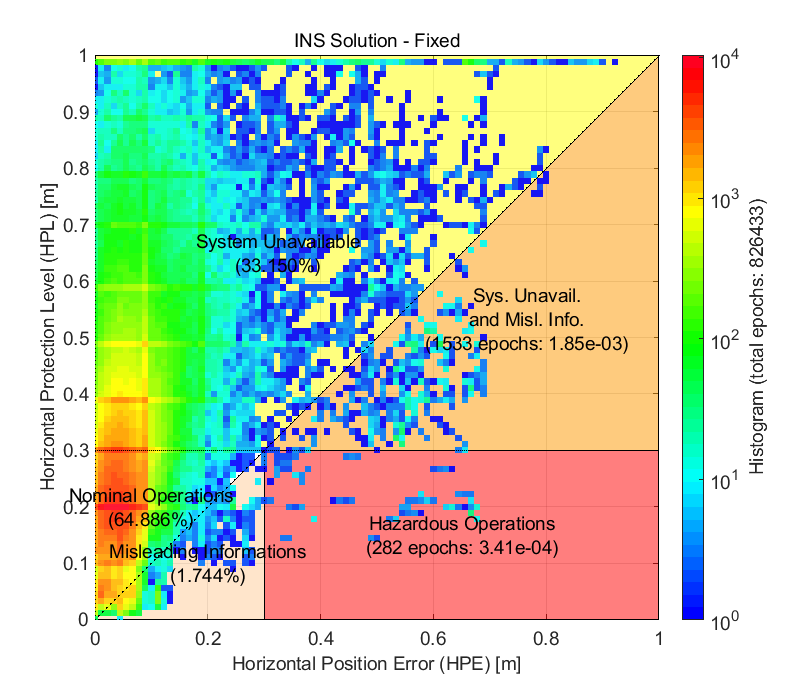 INS Solution - Fixed
1
0.9
0.8
0.7
0.6
0.5
0.4
0.3
0.2
0.1
0
Horizontal Protection Level (HPL) [m]
System Unavailable
(33.150%)
Sys. Unavail.
and Misl. Info.
(1533 epochs: 1.85e-03)
Nominal Operations
(64.886%)
Misleading Informations
(1.744%)
Hazardous Operations
(282 epochs: 3.41e-04)
0 0.2 0.4 0.6 0.8 1
Horizontal Position Error (HPE) [m]
10^4
10^3
10^2
10^1
10^0
Histogram (total epochs: 826433)